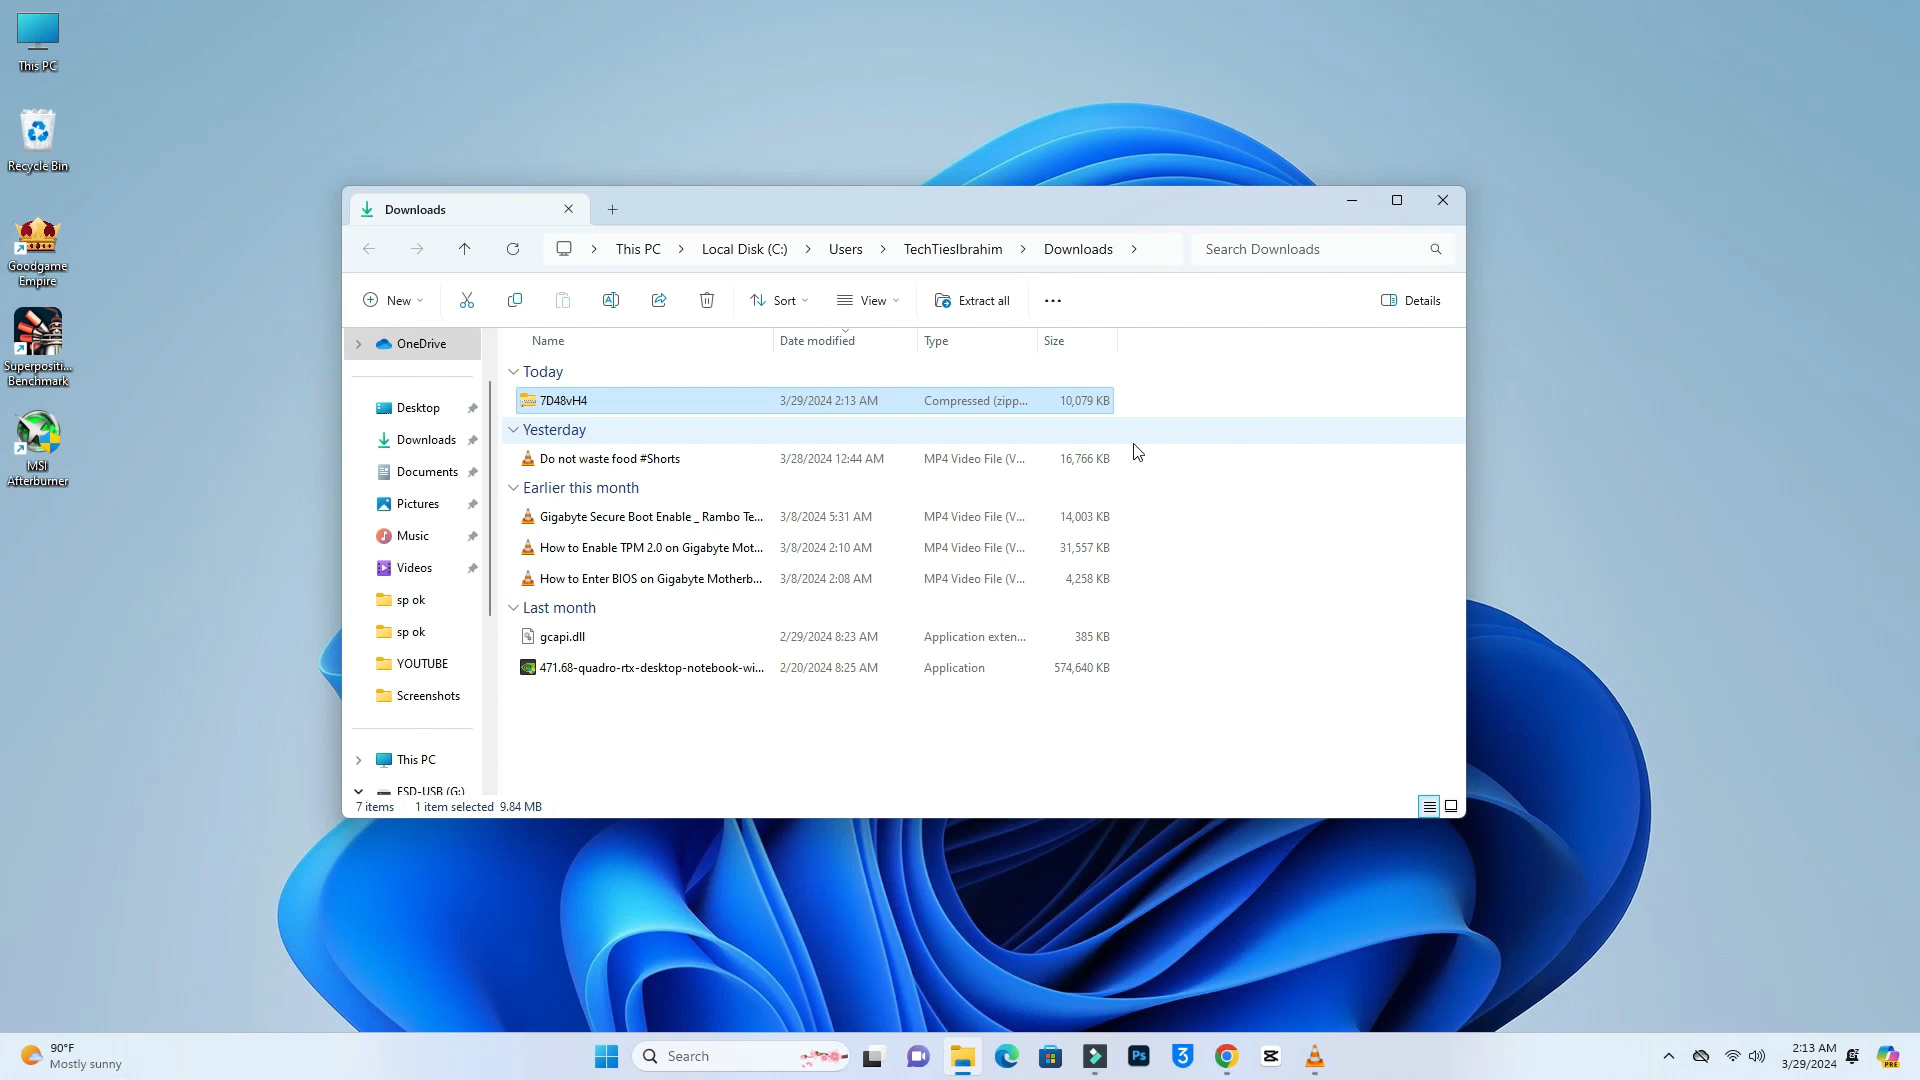 This PC
Recycle Bin
Goodgame
Empire
Superpositi...
Benchmark
MSI
Afterburner
Downloads
This PC > Local Disk (C:) > Users > TechTiesIbrahim > Downloads >
Search Downloads
New
Sort
View
Extract all
...
Details
OneDrive
Desktop
Downloads
Documents
Pictures
Music
Videos
sp ok
sp ok
YOUTUBE
Screenshots
This PC
ESD-USB (G:)
Name Date modified Type Size
Today
7D48vH4 3/29/2024 2:13 AM Compressed (zipp... 10,079 KB
Yesterday
Do not waste food #Shorts 3/28/2024 12:44 AM MP4 Video File (V... 16,766 KB
Earlier this month
Gigabyte Secure Boot Enable _ Rambo Te... 3/8/2024 5:31 AM MP4 Video File (V... 14,003 KB
How to Enable TPM 2.0 on Gigabyte Mot... 3/8/2024 2:10 AM MP4 Video File (V... 31,557 KB
How to Enter BIOS on Gigabyte Motherb... 3/8/2024 2:08 AM MP4 Video File (V... 4,258 KB
Last month
gcapi.dll 2/29/2024 8:23 AM Application exten... 385 KB
471.68-quadro-rtx-desktop-notebook-wi... 2/20/2024 8:25 AM Application 574,640 KB
7 items 1 item selected 9.84 MB
90°F
Mostly sunny
Search
Ps
3
2:13 AM
3/29/2024
PRE